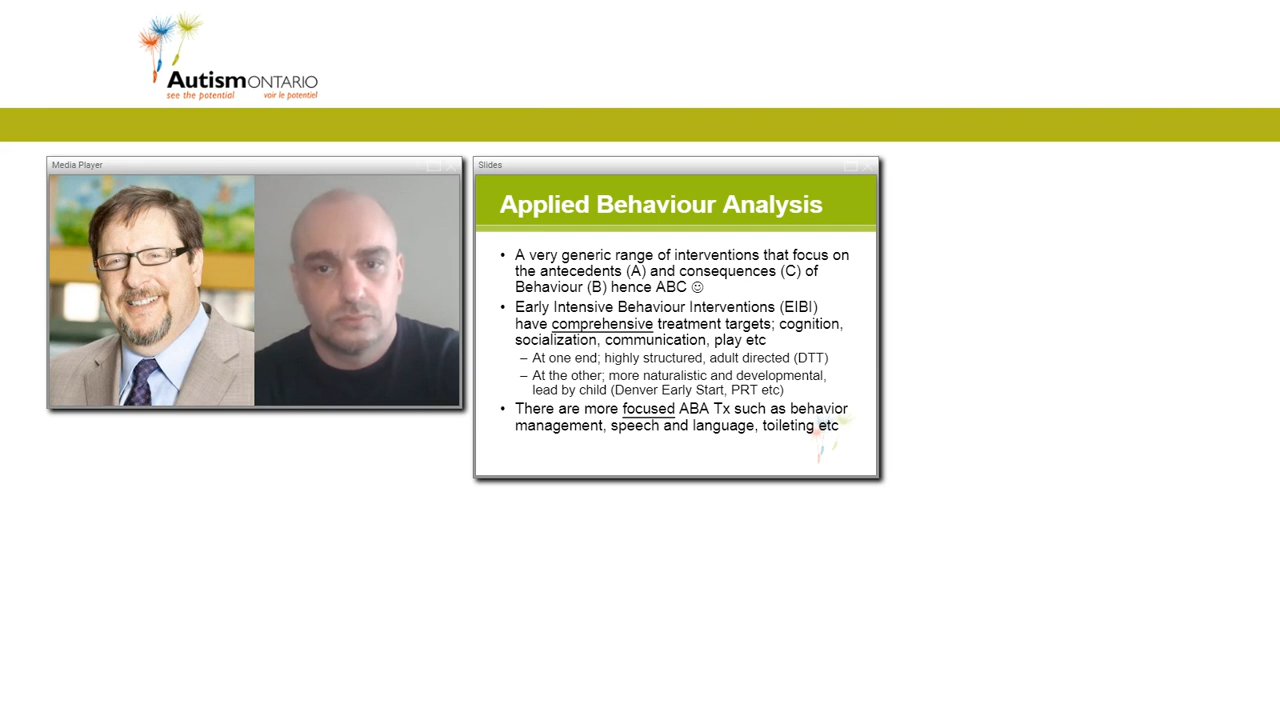 Autism ONTARIO
see the potential voir le potentiel
Media Player
Slides
Applied Behaviour Analysis
• A very generic range of interventions that focus on
the antecedents (A) and consequences (C) of
Behaviour (B) hence ABC ☺
• Early Intensive Behaviour Interventions (EIBI)
have comprehensive treatment targets; cognition,
socialization, communication, play etc
– At one end; highly structured, adult directed (DTT)
– At the other; more naturalistic and developmental,
lead by child (Denver Early Start, PRT etc)
• There are more focused ABA Tx such as behavior
management, speech and language, toileting etc